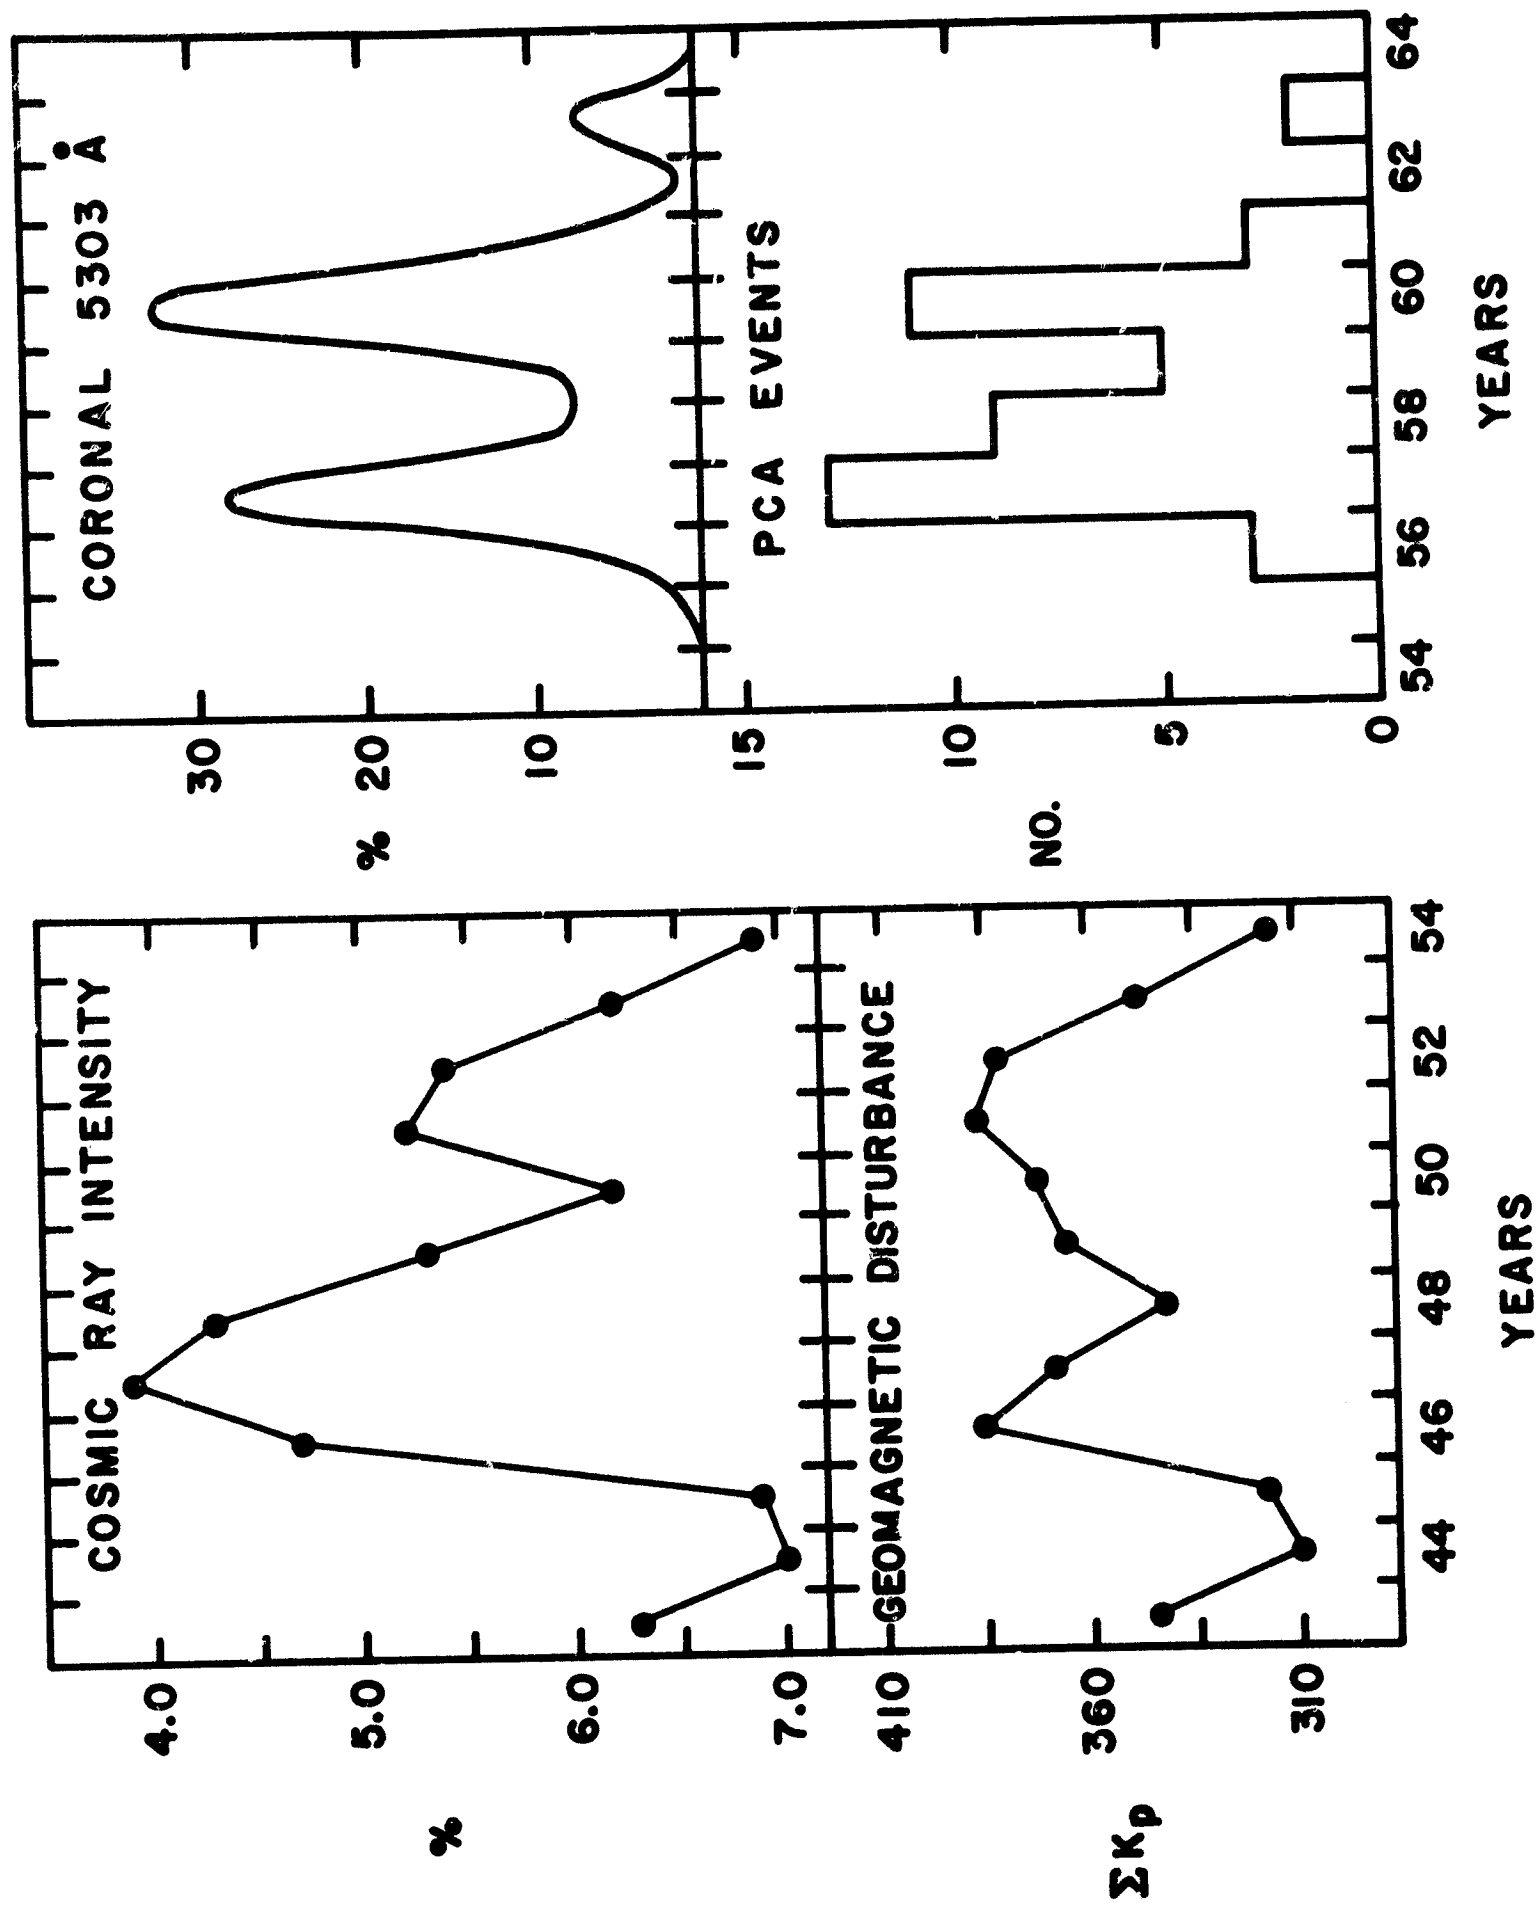 COSMIC RAY INTENSITY
%
4.0
5.0
6.0
7.0
GEOMAGNETIC DISTURBANCE
ΣKp
410
360
310
44 46 48 50 52 54
YEARS
CORONAL 5303 Å
%
30
20
10
PCA EVENTS
NO.
15
10
5
0
54 56 58 60 62 64
YEARS